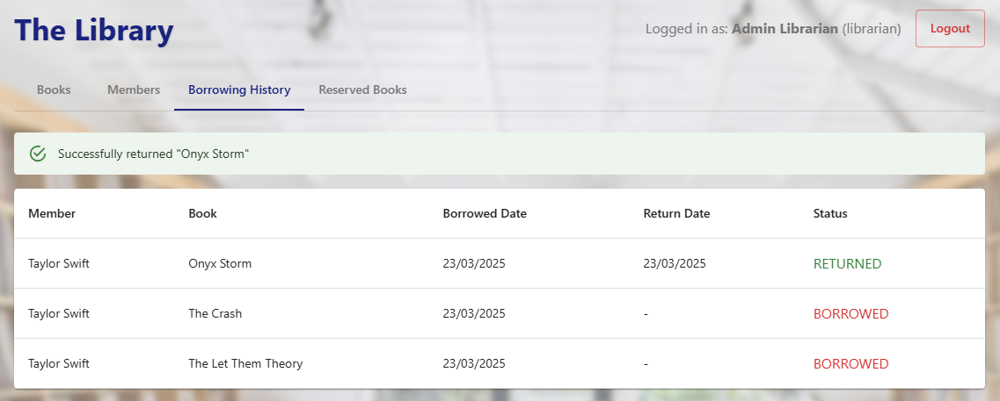 The Library
Logged in as: Admin Librarian (librarian)
Logout
Books Members Borrowing History Reserved Books
Successfully returned "Onyx Storm"
Member Book Borrowed Date Return Date Status
Taylor Swift Onyx Storm 23/03/2025 23/03/2025 RETURNED
Taylor Swift The Crash 23/03/2025 - BORROWED
Taylor Swift The Let Them Theory 23/03/2025 - BORROWED